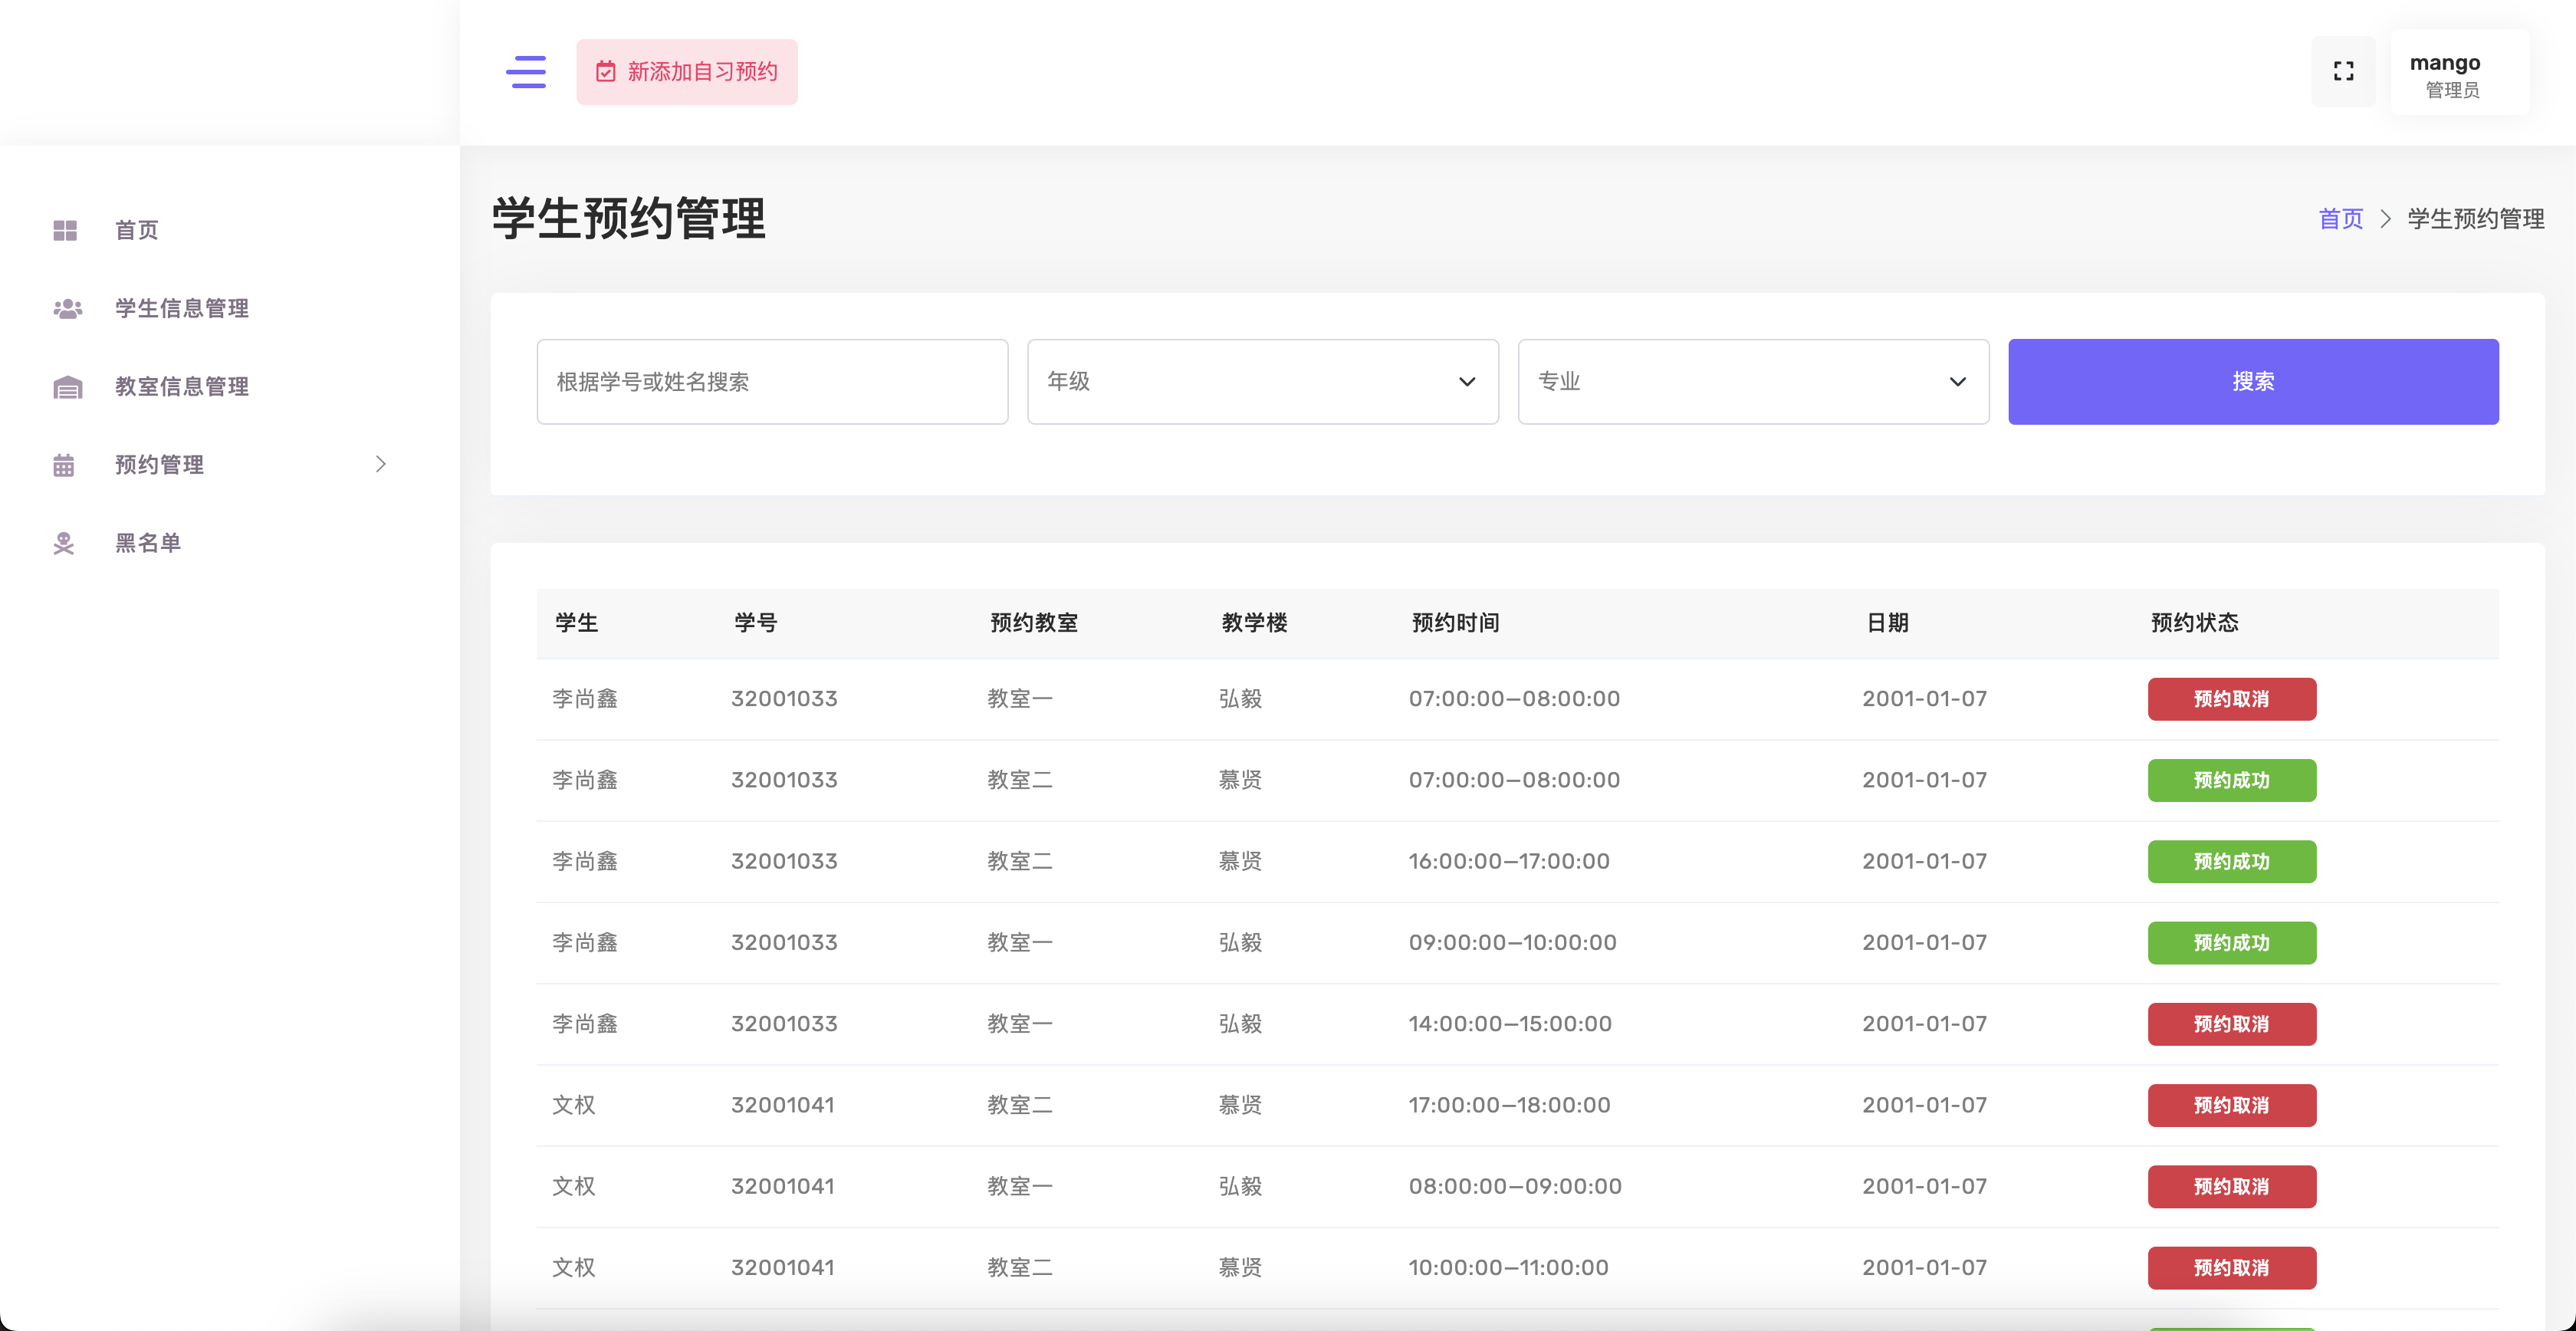 新添加自习预约
mango
管理员
首页
学生信息管理
教室信息管理
预约管理
黑名单
学生预约管理
首页 > 学生预约管理
根据学号或姓名搜索 年级 专业 搜索
学生 学号 预约教室 教学楼 预约时间 日期 预约状态
李尚鑫 32001033 教室一 弘毅 07:00:00—08:00:00 2001-01-07 预约取消
李尚鑫 32001033 教室二 慕贤 07:00:00—08:00:00 2001-01-07 预约成功
李尚鑫 32001033 教室二 慕贤 16:00:00—17:00:00 2001-01-07 预约成功
李尚鑫 32001033 教室一 弘毅 09:00:00—10:00:00 2001-01-07 预约成功
李尚鑫 32001033 教室一 弘毅 14:00:00—15:00:00 2001-01-07 预约取消
文权 32001041 教室二 慕贤 17:00:00—18:00:00 2001-01-07 预约取消
文权 32001041 教室一 弘毅 08:00:00—09:00:00 2001-01-07 预约取消
文权 32001041 教室二 慕贤 10:00:00—11:00:00 2001-01-07 预约取消